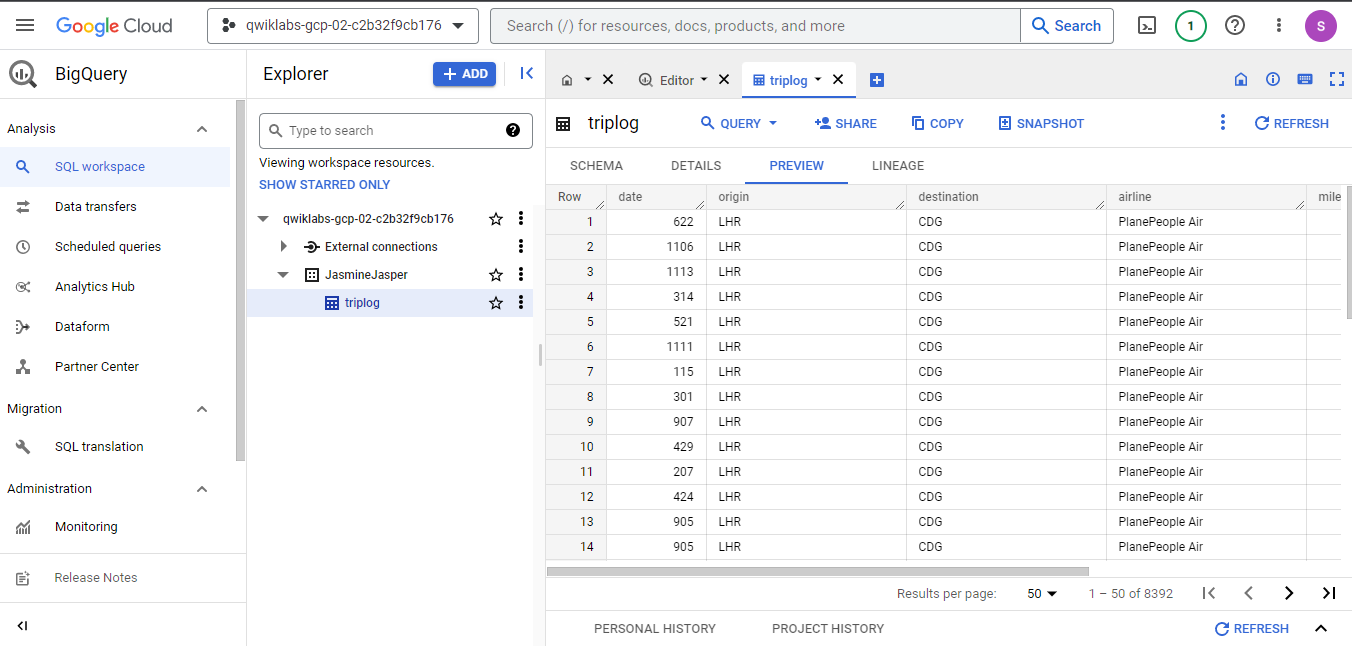 Google Cloud
qwiklabs-gcp-02-c2b32f9cb176
Search (/) for resources, docs, products, and more
Search
1
S
BigQuery
Analysis
SQL workspace
Data transfers
Scheduled queries
Analytics Hub
Dataform
Partner Center
Migration
SQL translation
Administration
Monitoring
Release Notes
Explorer
+ ADD
Type to search
Viewing workspace resources.
SHOW STARRED ONLY
qwiklabs-gcp-02-c2b32f9cb176
External connections
JasmineJasper
triplog
Editor
triplog
triplog
QUERY
SHARE
COPY
SNAPSHOT
REFRESH
SCHEMA DETAILS PREVIEW LINEAGE
Row date origin destination airline mile
1 622 LHR CDG PlanePeople Air
2 1106 LHR CDG PlanePeople Air
3 1113 LHR CDG PlanePeople Air
4 314 LHR CDG PlanePeople Air
5 521 LHR CDG PlanePeople Air
6 1111 LHR CDG PlanePeople Air
7 115 LHR CDG PlanePeople Air
8 301 LHR CDG PlanePeople Air
9 907 LHR CDG PlanePeople Air
10 429 LHR CDG PlanePeople Air
11 207 LHR CDG PlanePeople Air
12 424 LHR CDG PlanePeople Air
13 905 LHR CDG PlanePeople Air
14 905 LHR CDG PlanePeople Air
Results per page: 50 1 – 50 of 8392
PERSONAL HISTORY PROJECT HISTORY REFRESH